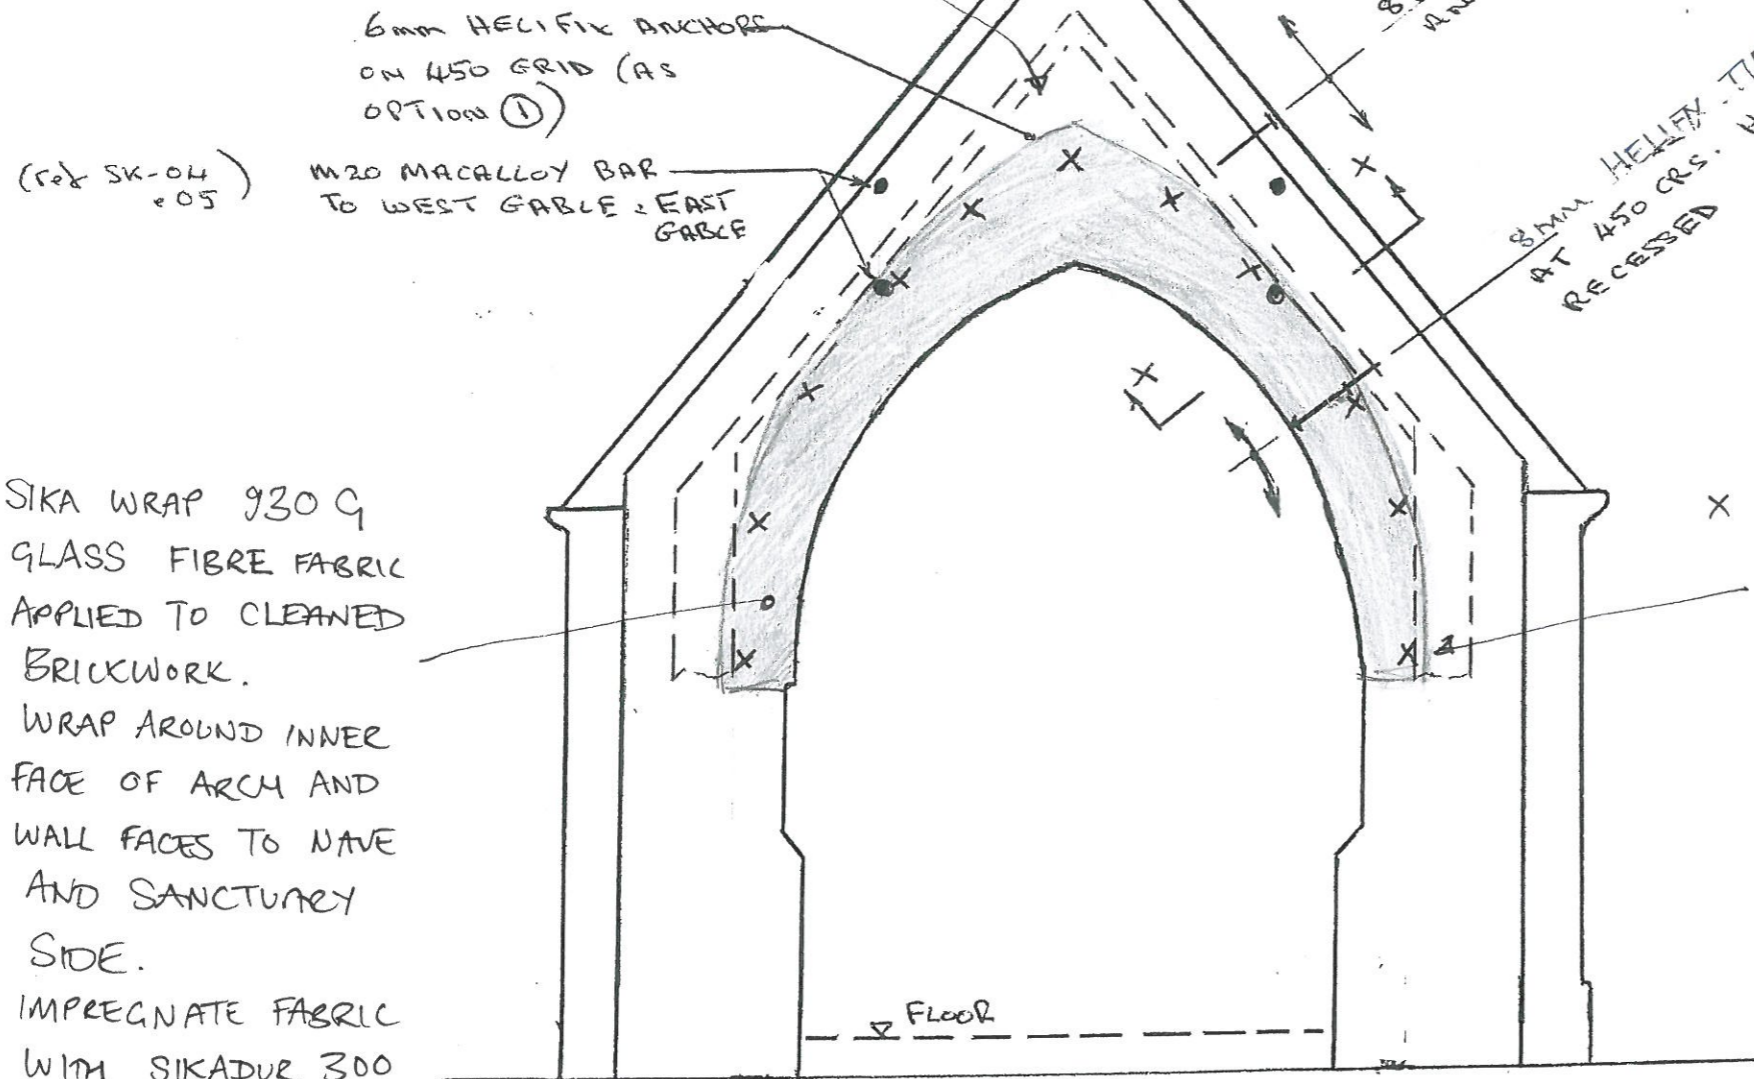 6mm HELIFIX ANCHORS
ON 450 GRID (AS
OPTION ①)
(ref SK-04
• 05)
M20 MACALLOY BAR
TO WEST GABLE & EAST
GABLE
8mm HELIFIX
AT 450 CRS.
RECESSED
SIKA WRAP 930 G
GLASS FIBRE FABRIC
APPLIED TO CLEANED
BRICKWORK.
WRAP AROUND INNER
FACE OF ARCH AND
WALL FACES TO NAVE
AND SANCTUARY
SIDE.
IMPREGNATE FABRIC
WITH SIKADUR 300
FLOOR